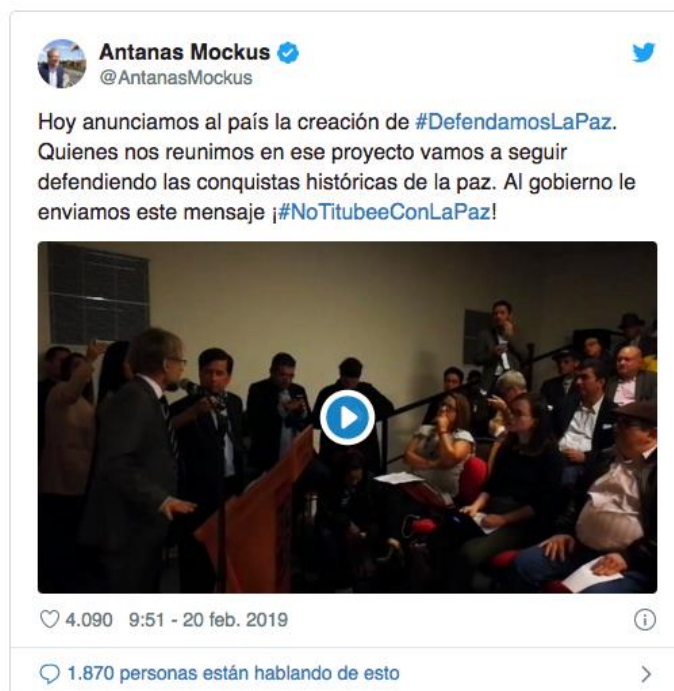 Antanas Mockus
@AntanasMockus
Hoy anunciamos al país la creación de #DefendamosLaPaz.
Quienes nos reunimos en ese proyecto vamos a seguir
defendiendo las conquistas históricas de la paz. Al gobierno le
enviamos este mensaje ¡#NoTitubeeConLaPaz!
4.090 9:51 - 20 feb. 2019
1.870 personas están hablando de esto